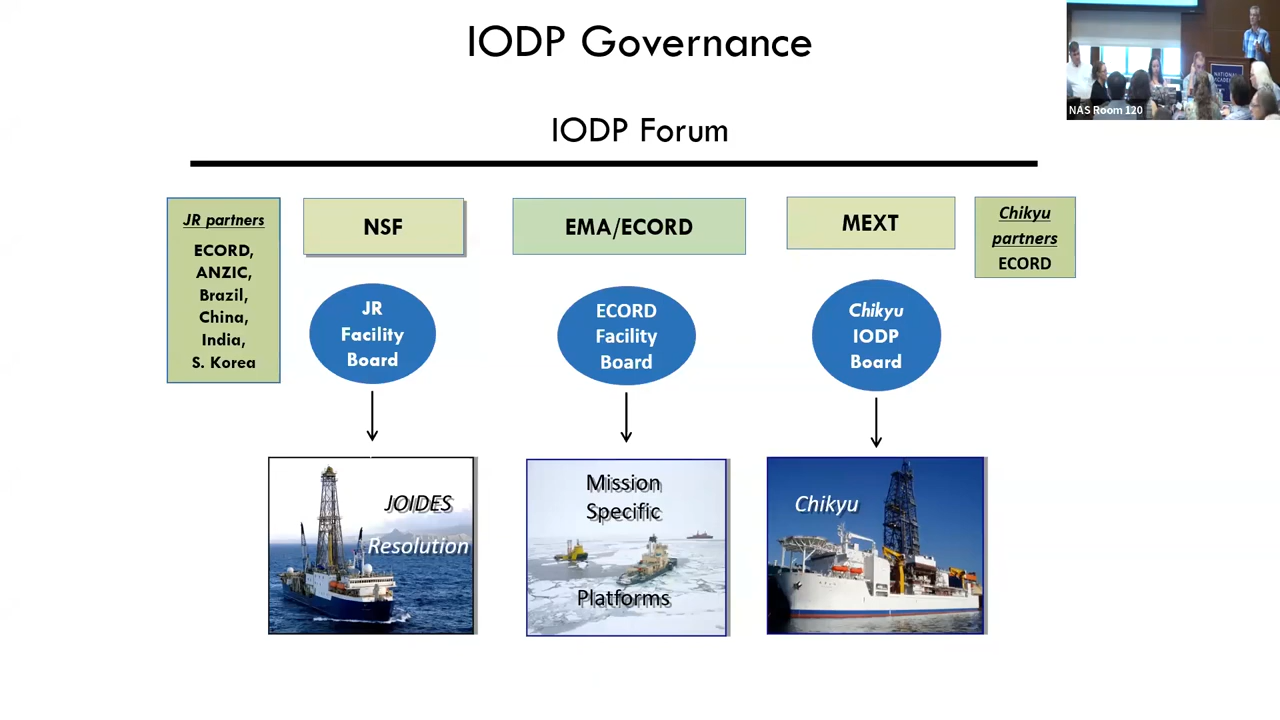 IODP Governance
NAS Room 120
IODP Forum
JR partners
ECORD,
ANZIC,
Brazil,
China,
India,
S. Korea
NSF
EMA/ECORD
MEXT
Chikyu
partners
ECORD
JR
Facility
Board
ECORD
Facility
Board
Chikyu
IODP
Board
JOIDES
Resolution
Mission
Specific
Platforms
Chikyu